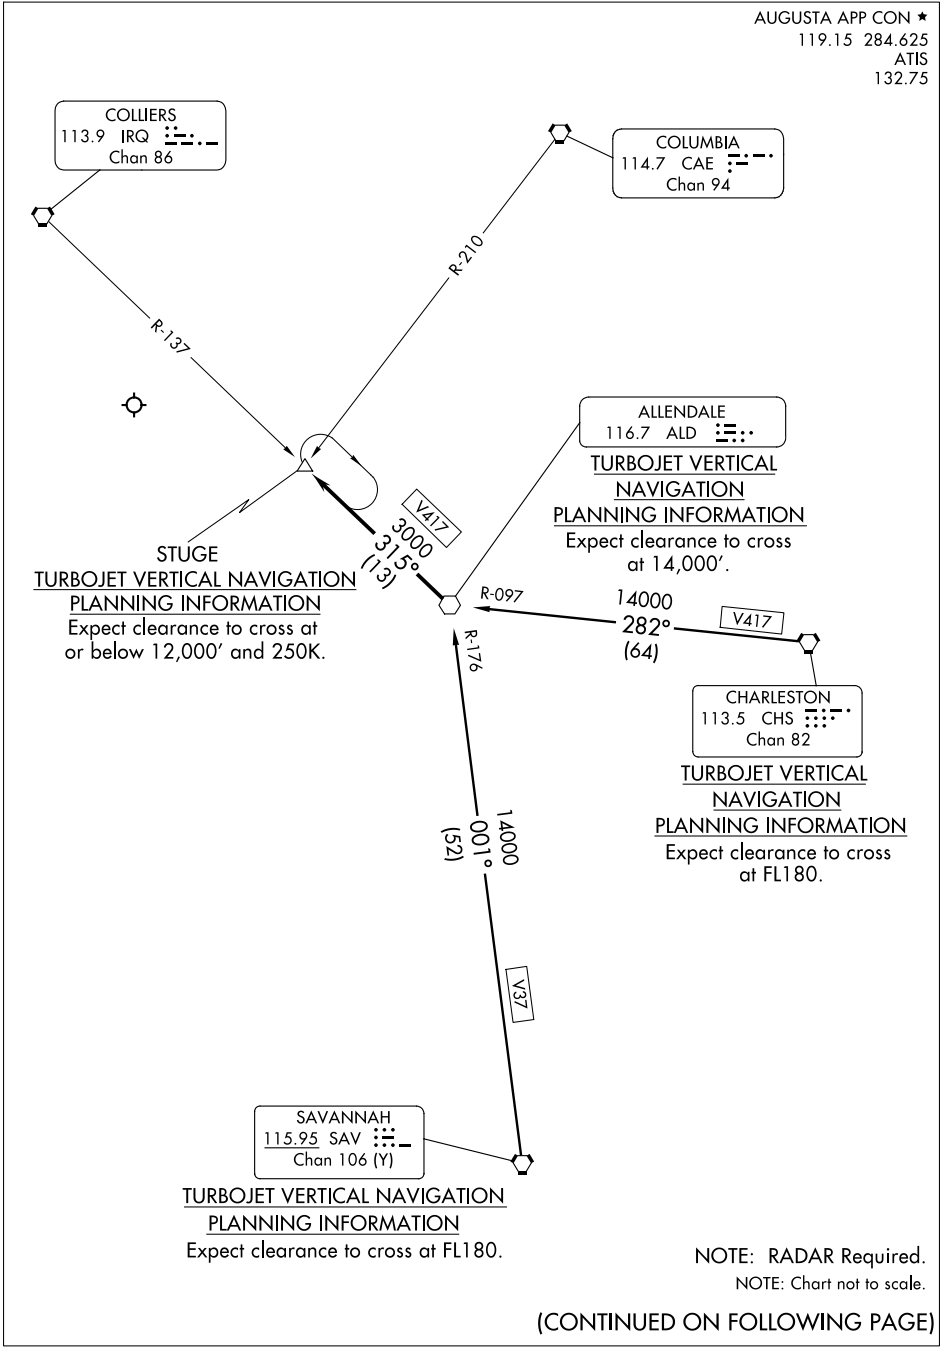 AUGUSTA APP CON ★
119.15 284.625
ATIS
132.75
COLLIERS
113.9 IRQ
Chan 86
COLUMBIA
114.7 CAE
Chan 94
R-210
R-137
ALLENDALE
116.7 ALD
TURBOJET VERTICAL
NAVIGATION
PLANNING INFORMATION
Expect clearance to cross
at 14,000′.
V417
3000
315°
(13)
STUGE
TURBOJET VERTICAL NAVIGATION
PLANNING INFORMATION
Expect clearance to cross at
or below 12,000′ and 250K.
R-097
14000
282°
(64)
V417
R-176
CHARLESTON
113.5 CHS
Chan 82
TURBOJET VERTICAL
NAVIGATION
PLANNING INFORMATION
Expect clearance to cross
at FL180.
14000
001°
(52)
V37
SAVANNAH
115.95 SAV
Chan 106 (Y)
TURBOJET VERTICAL NAVIGATION
PLANNING INFORMATION
Expect clearance to cross at FL180.
NOTE: RADAR Required.
NOTE: Chart not to scale.
(CONTINUED ON FOLLOWING PAGE)